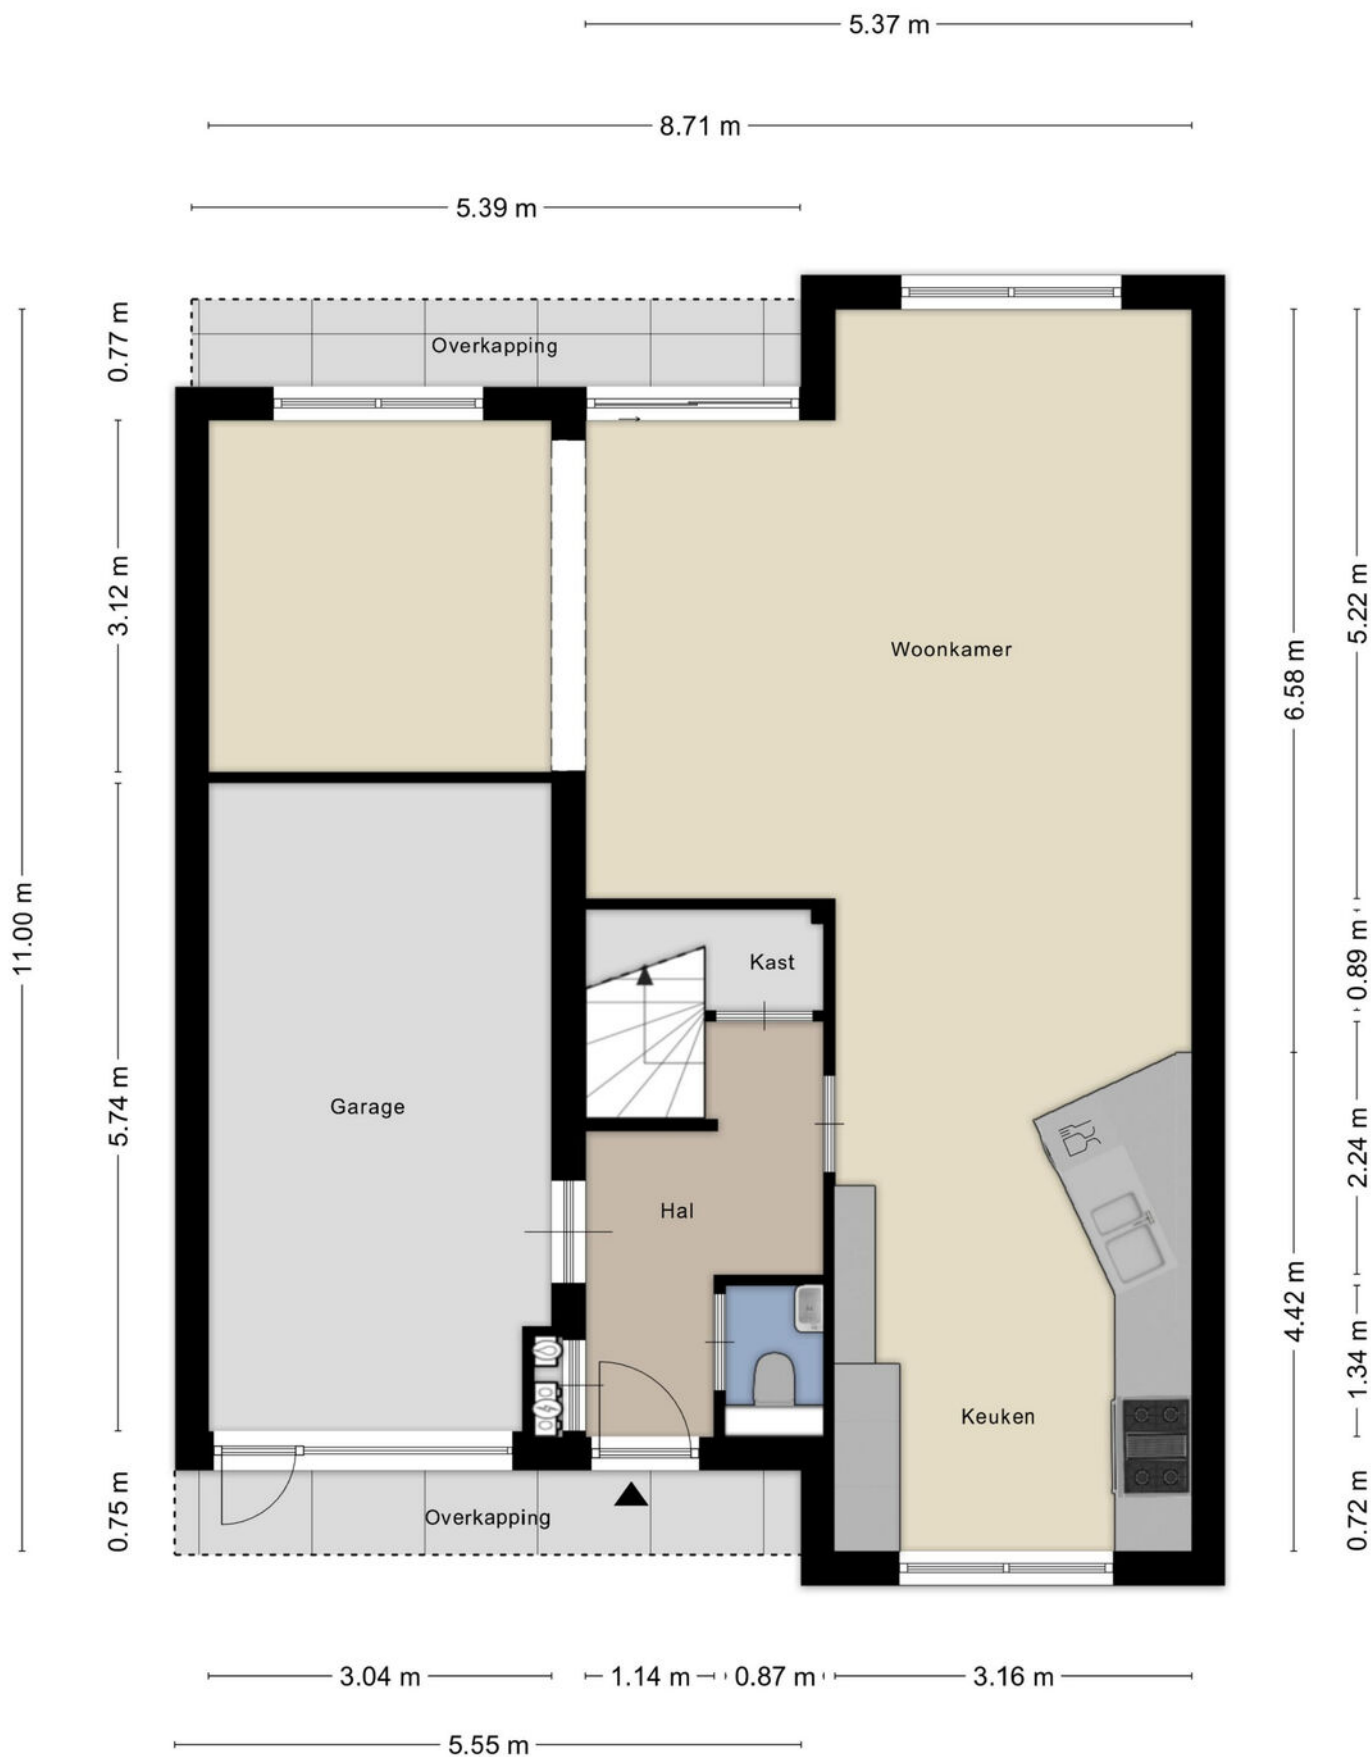 5.37 m
8.71 m
5.39 m
0.77 m
Overkapping
3.12 m
5.22 m
Woonkamer
6.58 m
11.00 m
0.89 m
Kast
5.74 m
Garage
2.24 m
Hal
4.42 m
1.34 m
Keuken
0.75 m
Overkapping
0.72 m
3.04 m
1.14 m
0.87 m
3.16 m
5.55 m